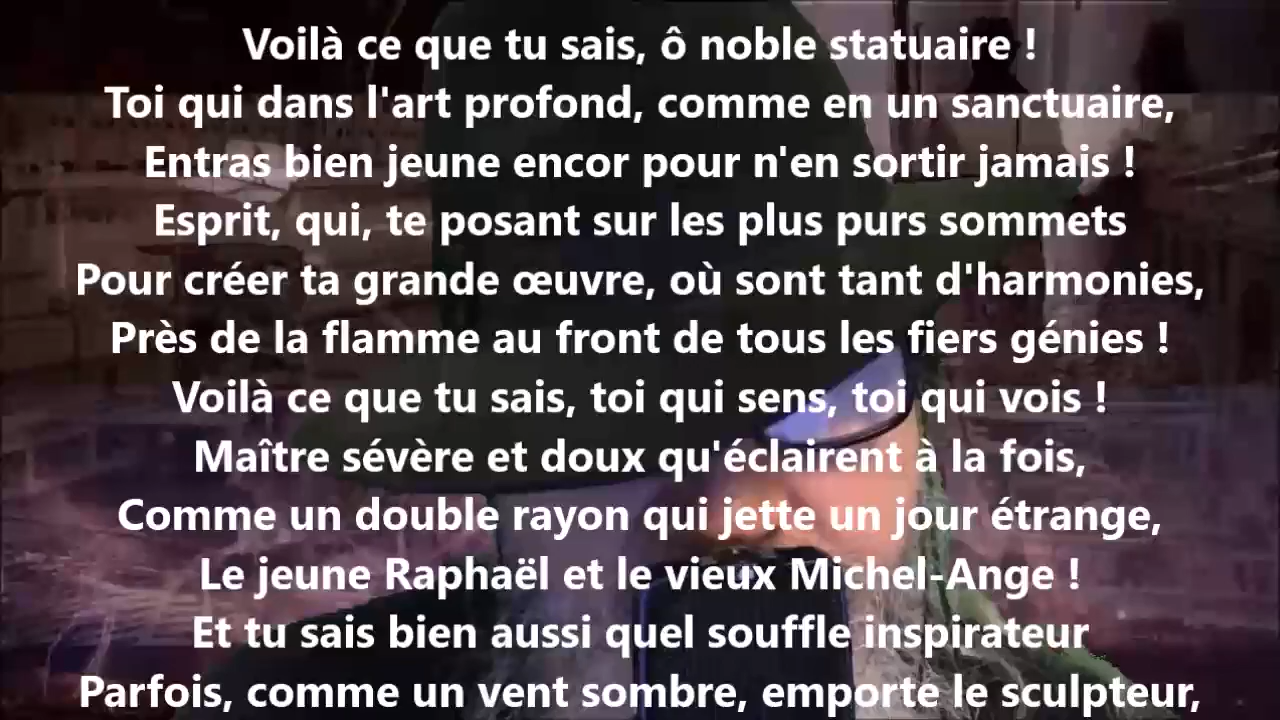 Voilà ce que tu sais, ô noble statuaire !
Toi qui dans l'art profond, comme en un sanctuaire,
Entras bien jeune encor pour n'en sortir jamais !
Esprit, qui, te posant sur les plus purs sommets
Pour créer ta grande œuvre, où sont tant d'harmonies,
Près de la flamme au front de tous les fiers génies !
Voilà ce que tu sais, toi qui sens, toi qui vois !
Maître sévère et doux qu'éclairent à la fois,
Comme un double rayon qui jette un jour étrange,
Le jeune Raphaël et le vieux Michel-Ange !
Et tu sais bien aussi quel souffle inspirateur
Parfois, comme un vent sombre, emporte le sculpteur,